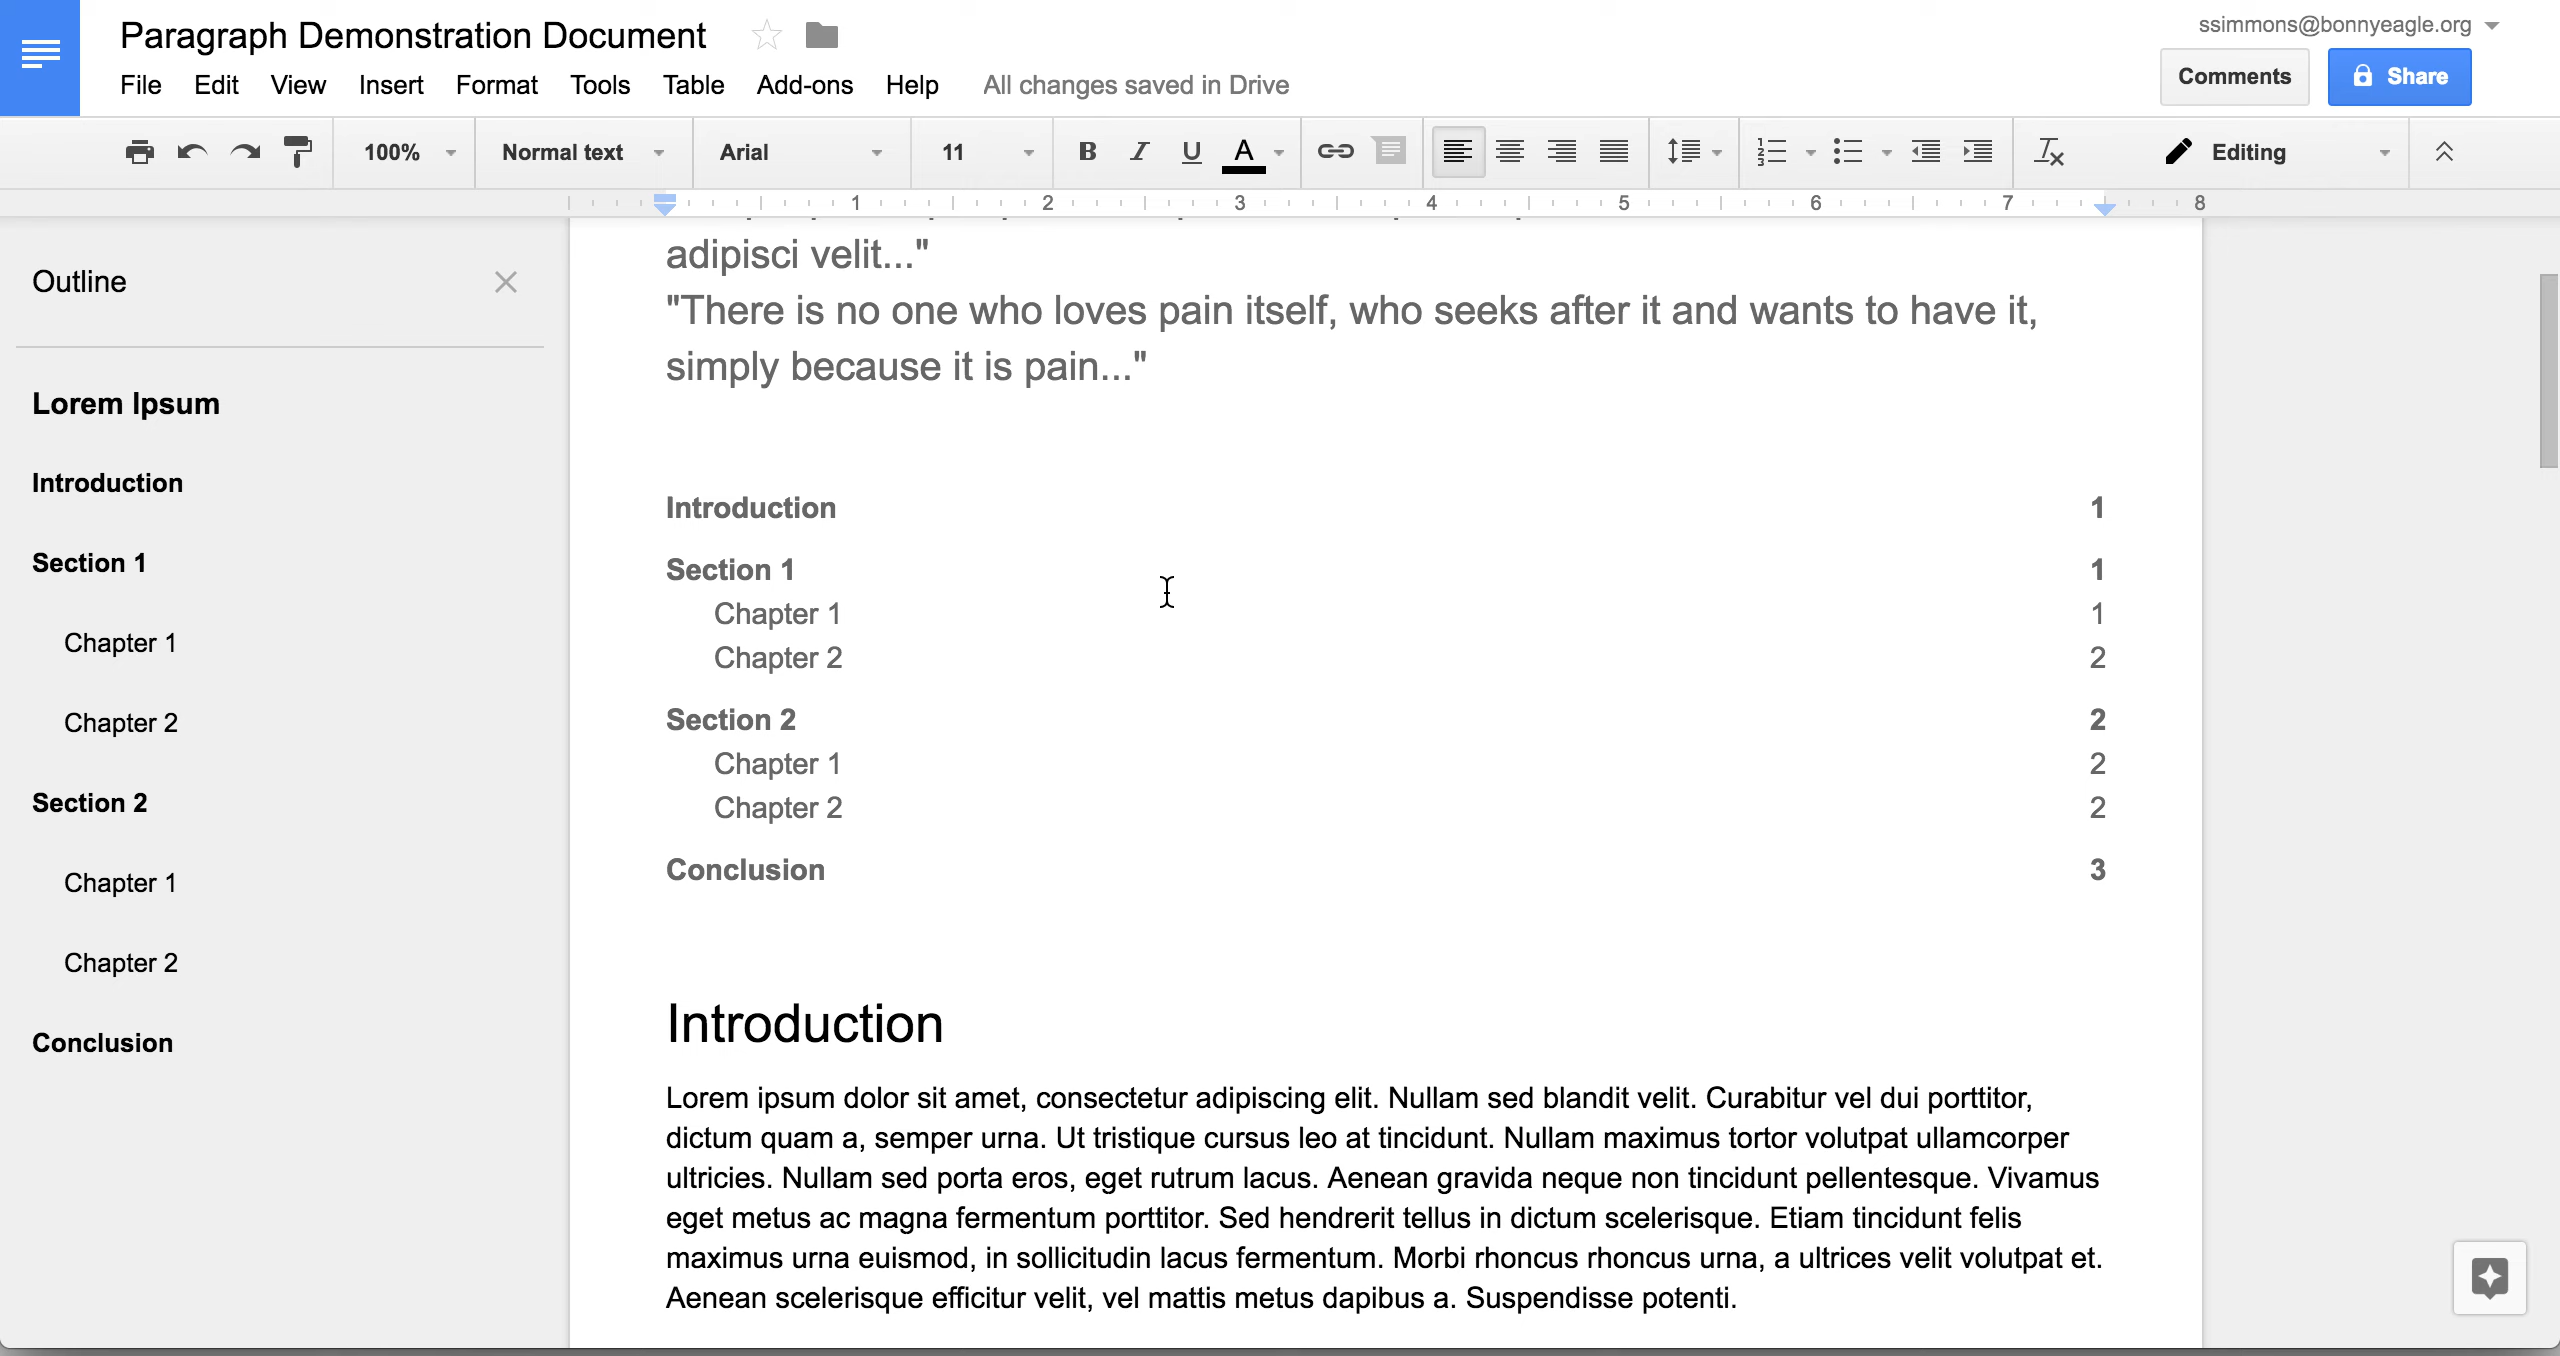 Paragraph Demonstration Document
ssimmons@bonnyeagle.org
File Edit View Insert Format Tools Table Add-ons Help All changes saved in Drive
Comments Share
100% Normal text Arial 11 B I U A Editing
1 2 3 4 5 6 7 8
Outline
Lorem Ipsum
Introduction
Section 1
Chapter 1
Chapter 2
Section 2
Chapter 1
Chapter 2
Conclusion
adipisci velit..."
"There is no one who loves pain itself, who seeks after it and wants to have it,
simply because it is pain..."
Introduction 1
Section 1 1
Chapter 1 1
Chapter 2 2
Section 2 2
Chapter 1 2
Chapter 2 2
Conclusion 3
Introduction
Lorem ipsum dolor sit amet, consectetur adipiscing elit. Nullam sed blandit velit. Curabitur vel dui porttitor,
dictum quam a, semper urna. Ut tristique cursus leo at tincidunt. Nullam maximus tortor volutpat ullamcorper
ultricies. Nullam sed porta eros, eget rutrum lacus. Aenean gravida neque non tincidunt pellentesque. Vivamus
eget metus ac magna fermentum porttitor. Sed hendrerit tellus in dictum scelerisque. Etiam tincidunt felis
maximus urna euismod, in sollicitudin lacus fermentum. Morbi rhoncus rhoncus urna, a ultrices velit volutpat et.
Aenean scelerisque efficitur velit, vel mattis metus dapibus a. Suspendisse potenti.